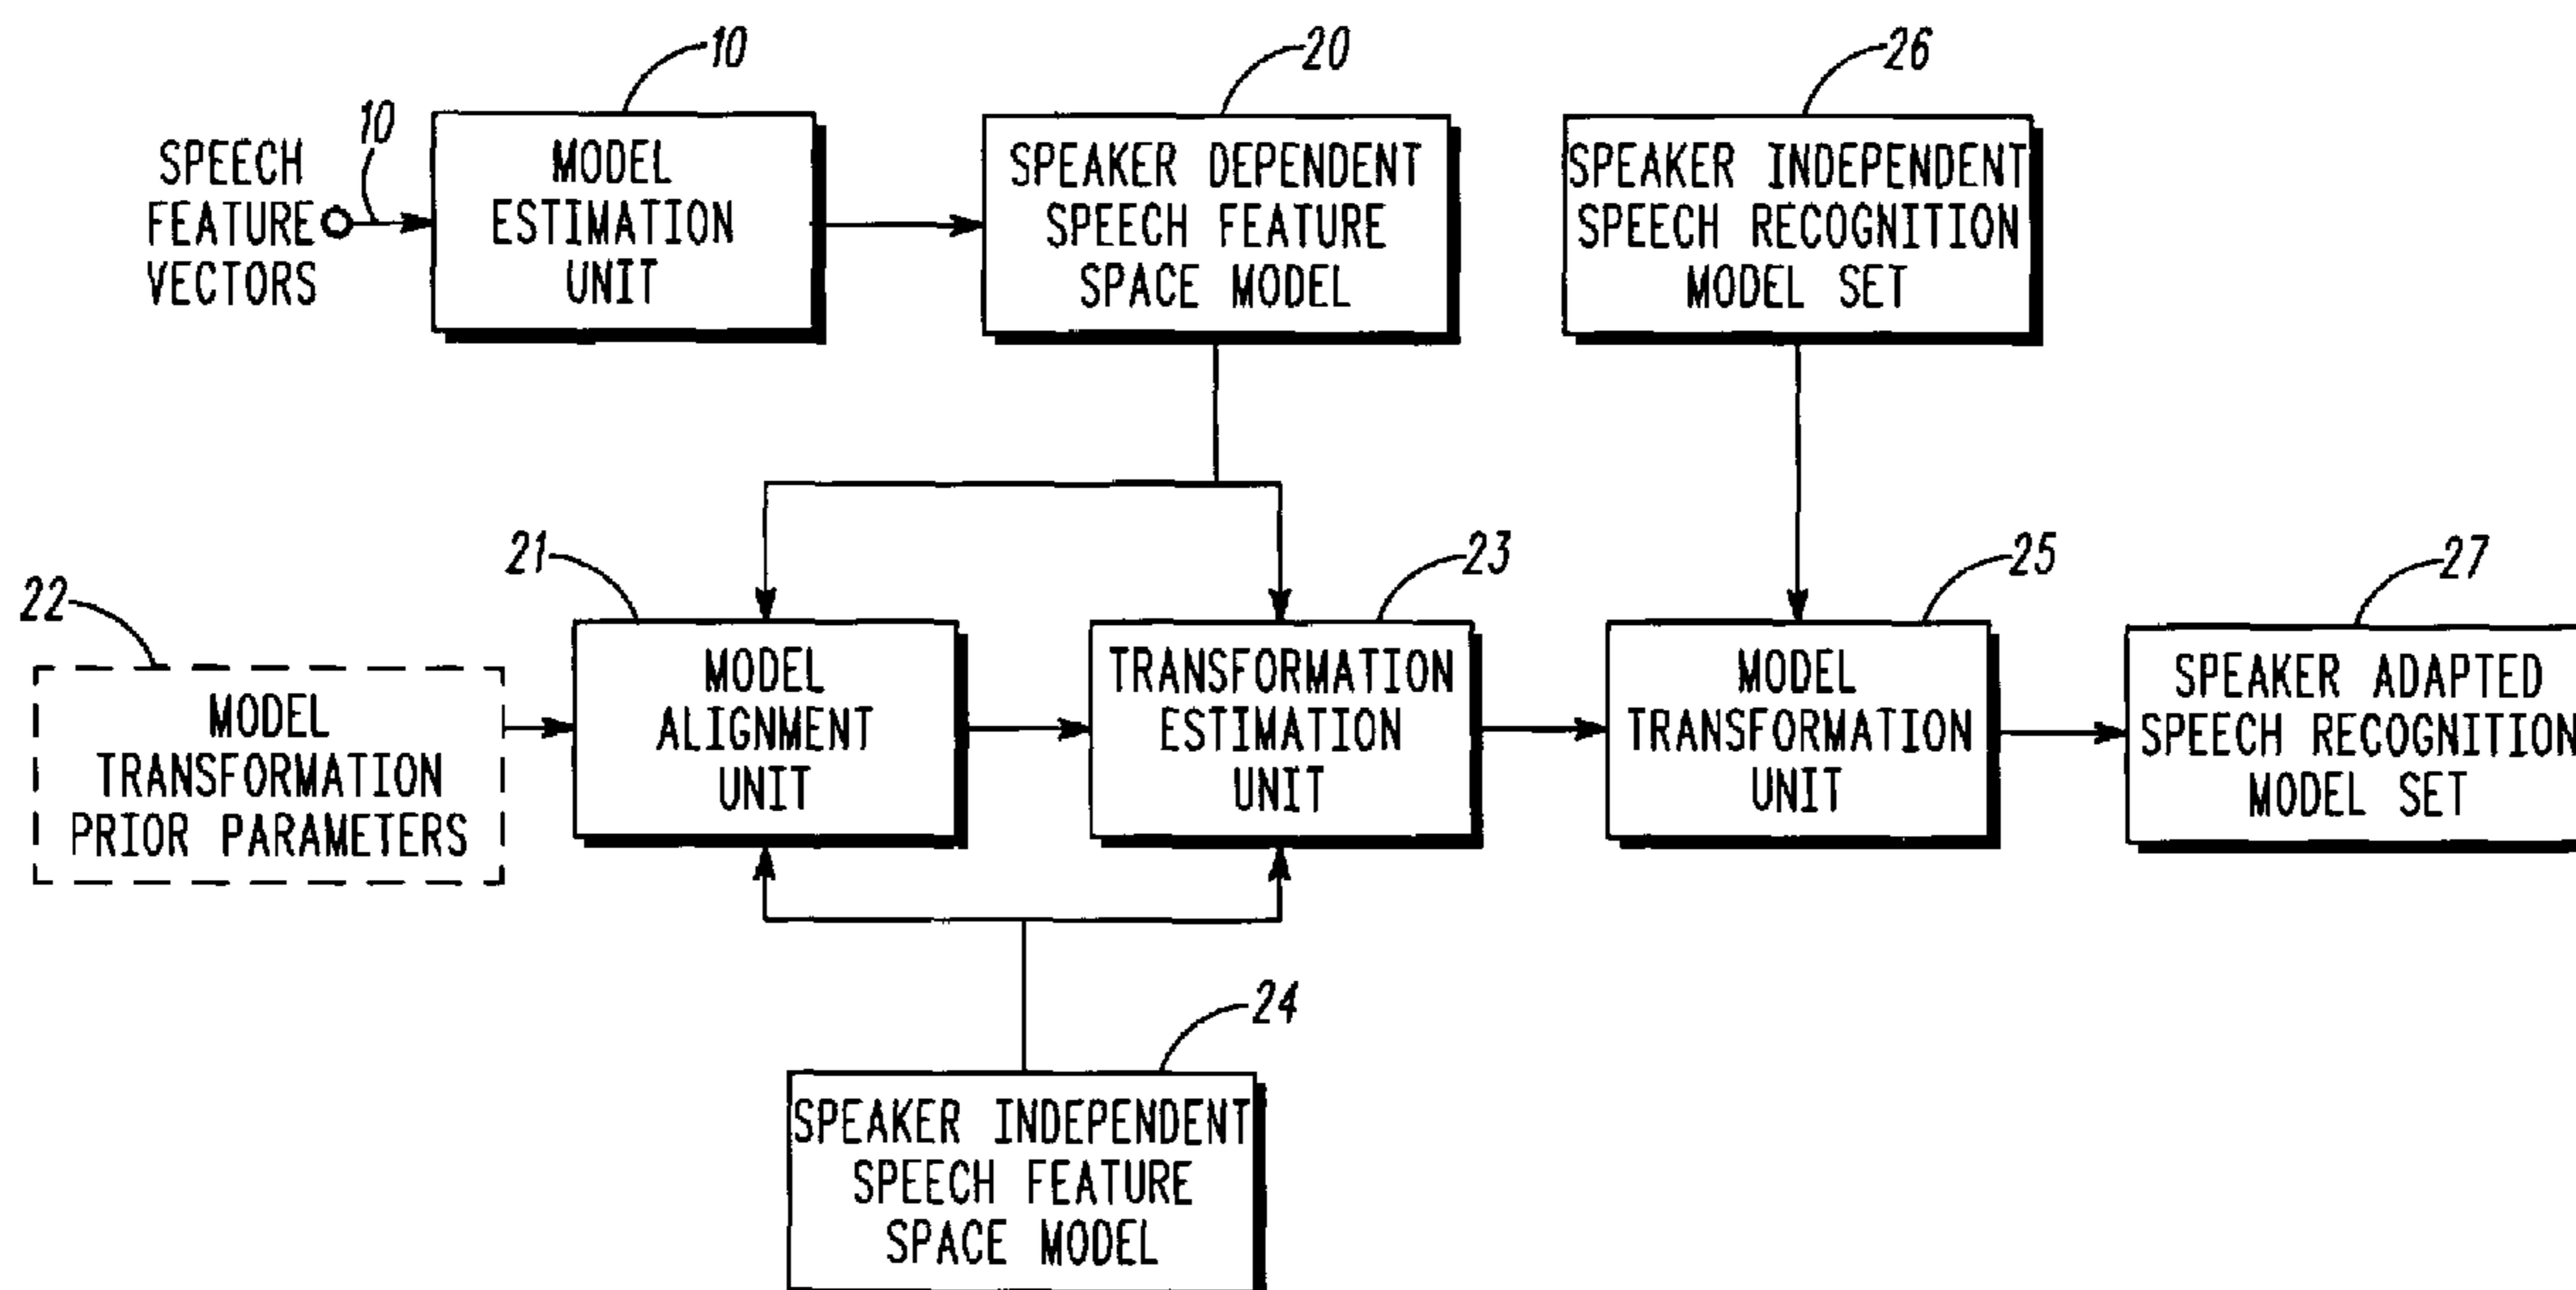 10
20
26
10
SPEECH
FEATURE
VECTORS
MODEL
ESTIMATION
UNIT
SPEAKER DEPENDENT
SPEECH FEATURE
SPACE MODEL
SPEAKER INDEPENDENT
SPEECH RECOGNITION
MODEL SET
22
21
23
25
27
MODEL
TRANSFORMATION
PRIOR PARAMETERS
MODEL
ALIGNMENT
UNIT
TRANSFORMATION
ESTIMATION
UNIT
MODEL
TRANSFORMATION
UNIT
SPEAKER ADAPTED
SPEECH RECOGNITION
MODEL SET
24
SPEAKER INDEPENDENT
SPEECH FEATURE
SPACE MODEL